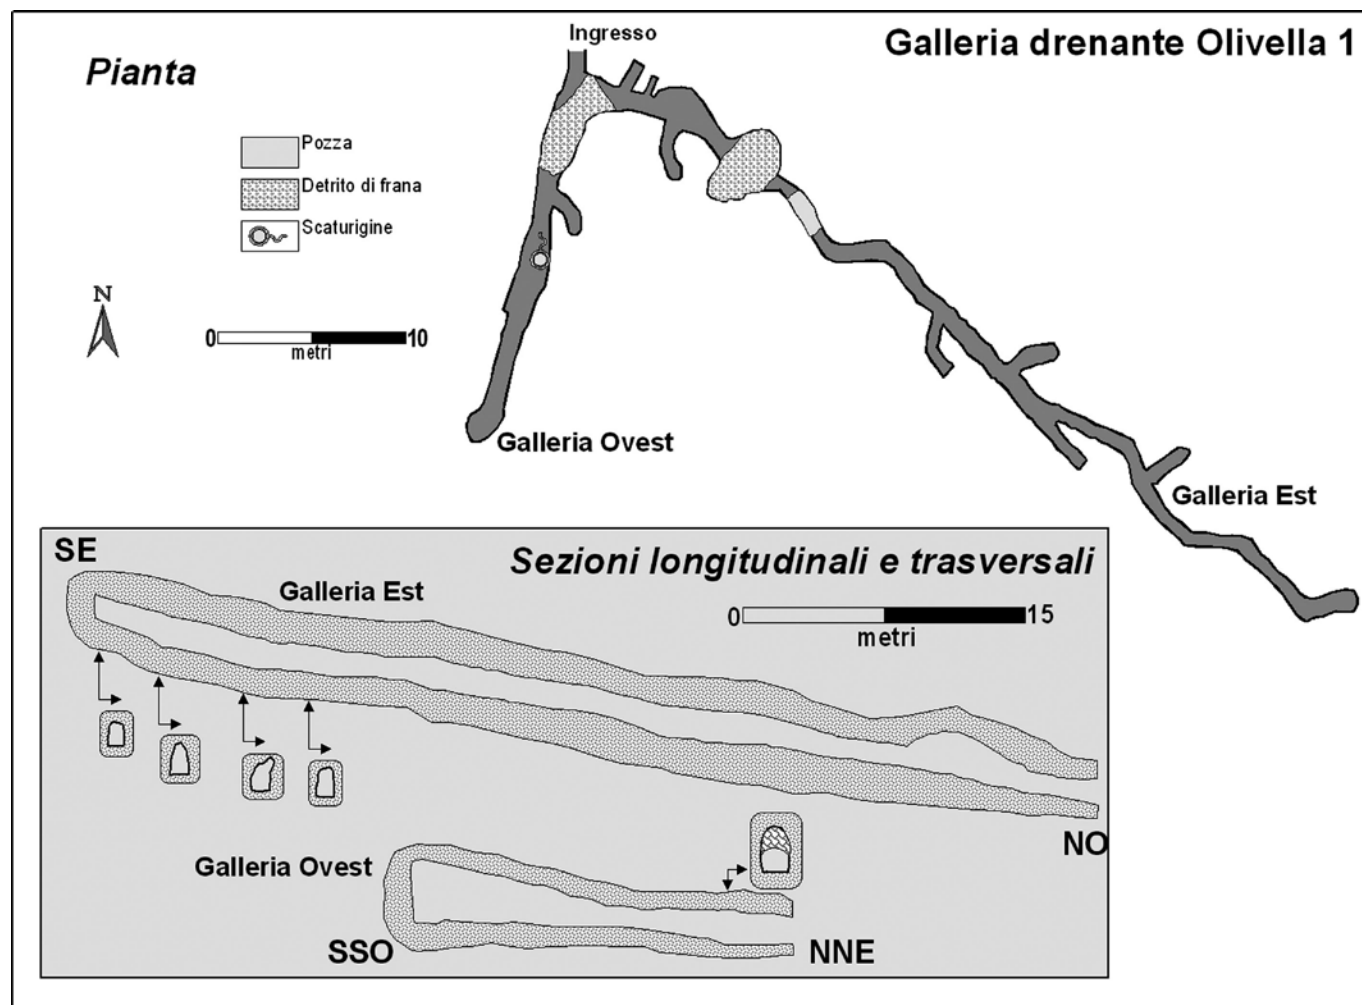 Ingresso
Galleria drenante Olivella 1
Pianta
Pozza
Detrito di frana
Scaturigine
N
0 10
metri
Galleria Ovest
Galleria Est
SE
Sezioni longitudinali e trasversali
Galleria Est
0 15
metri
NO
Galleria Ovest
SSO
NNE